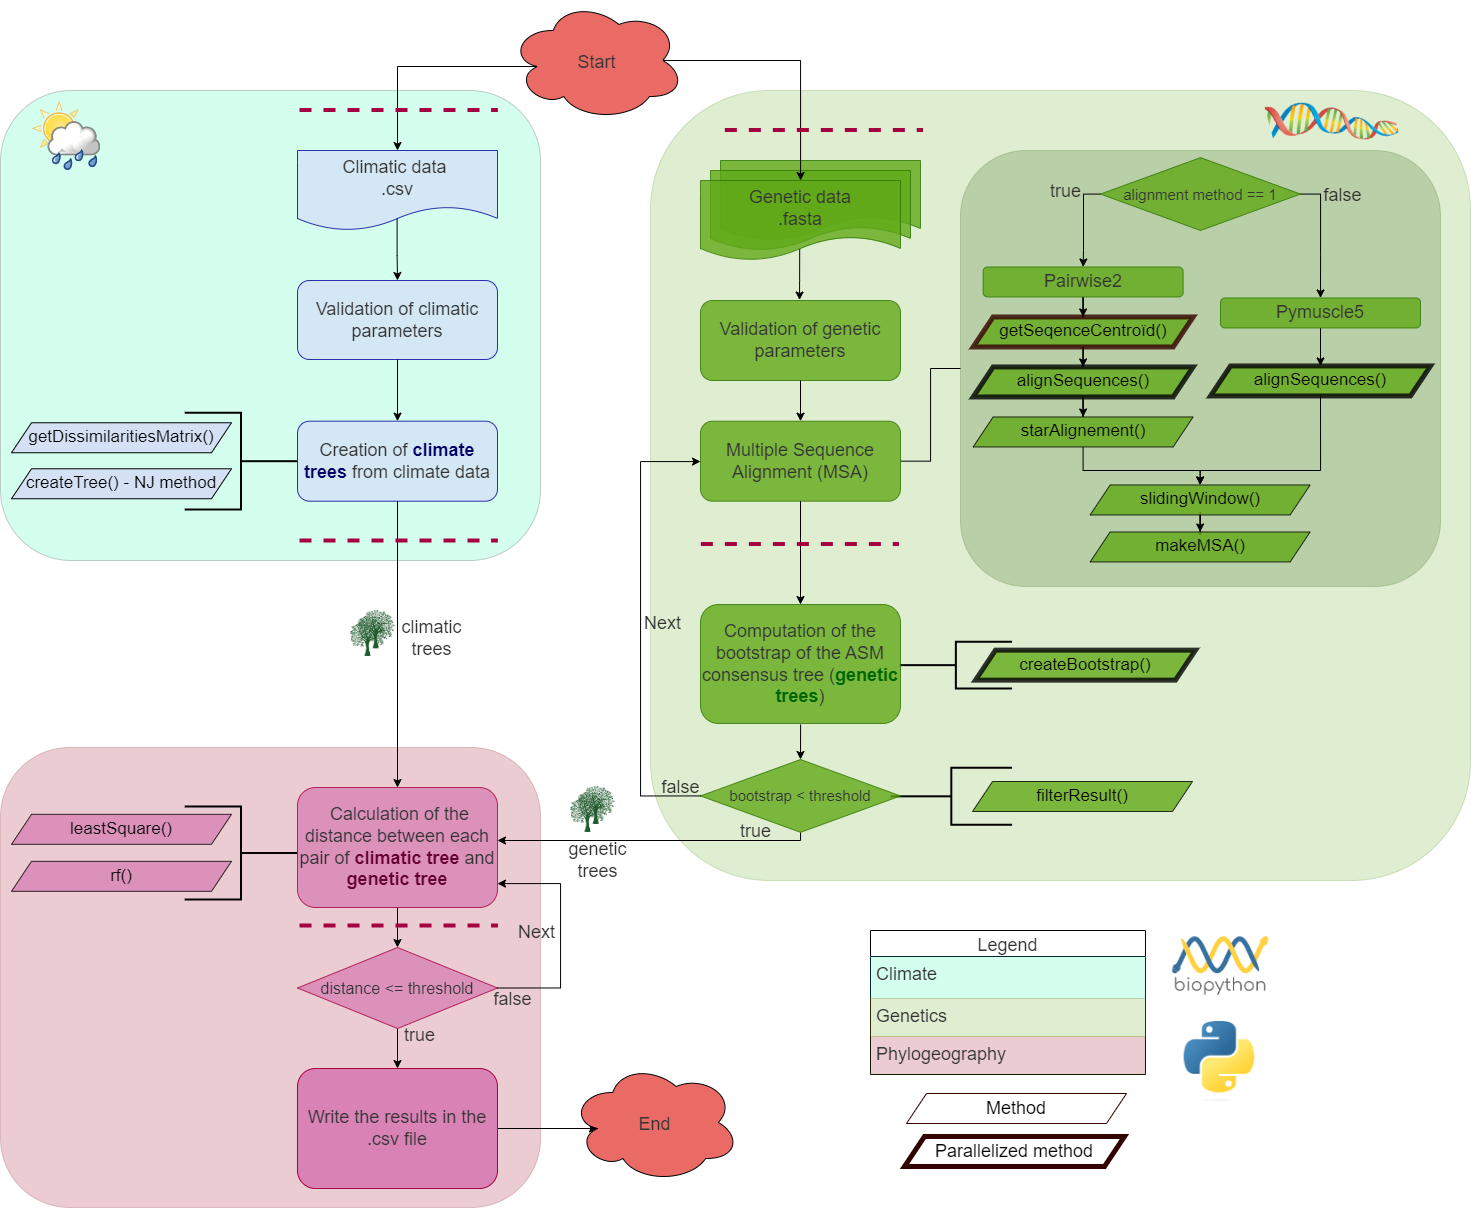 Start
Climatic data
.csv
Validation of climatic
parameters
getDissimilaritiesMatrix()
createTree() - NJ method
Creation of climate
trees from climate data
climatic
trees
Genetic data
.fasta
Validation of genetic
parameters
Multiple Sequence
Alignment (MSA)
alignment method == 1
true
false
Pairwise2
getSeqenceCentroïd()
alignSequences()
starAlignement()
Pymuscle5
alignSequences()
slidingWindow()
makeMSA()
Next
Computation of the
bootstrap of the ASM
consensus tree (genetic
trees)
createBootstrap()
false
bootstrap < threshold
true
filterResult()
genetic
trees
leastSquare()
rf()
Calculation of the
distance between each
pair of climatic tree and
genetic tree
Next
distance <= threshold
false
true
Write the results in the
.csv file
End
Legend
Climate
Genetics
Phylogeography
Method
Parallelized method
biopython